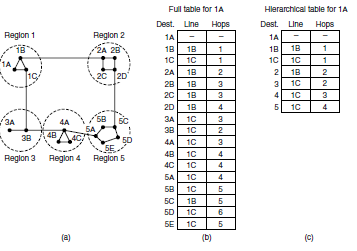 Region 1
Region 2
1B
2A 2B
1A
1C
2C
2D
3A
3B
4A
4B
4C
5B
5C
5A
5D
5E
Region 3
Region 4
Region 5
(a)
Full table for 1A
Dest. Line Hops
1A – –
1B 1B 1
1C 1C 1
2A 1B 2
2B 1B 3
2C 1B 3
2D 1B 4
3A 1C 3
3B 1C 2
4A 1C 3
4B 1C 4
4C 1C 4
5A 1C 4
5B 1C 5
5C 1B 5
5D 1C 6
5E 1C 5
(b)
Hierarchical table for 1A
Dest. Line Hops
1A – –
1B 1B 1
1C 1C 1
2 1B 2
3 1C 2
4 1C 3
5 1C 4
(c)